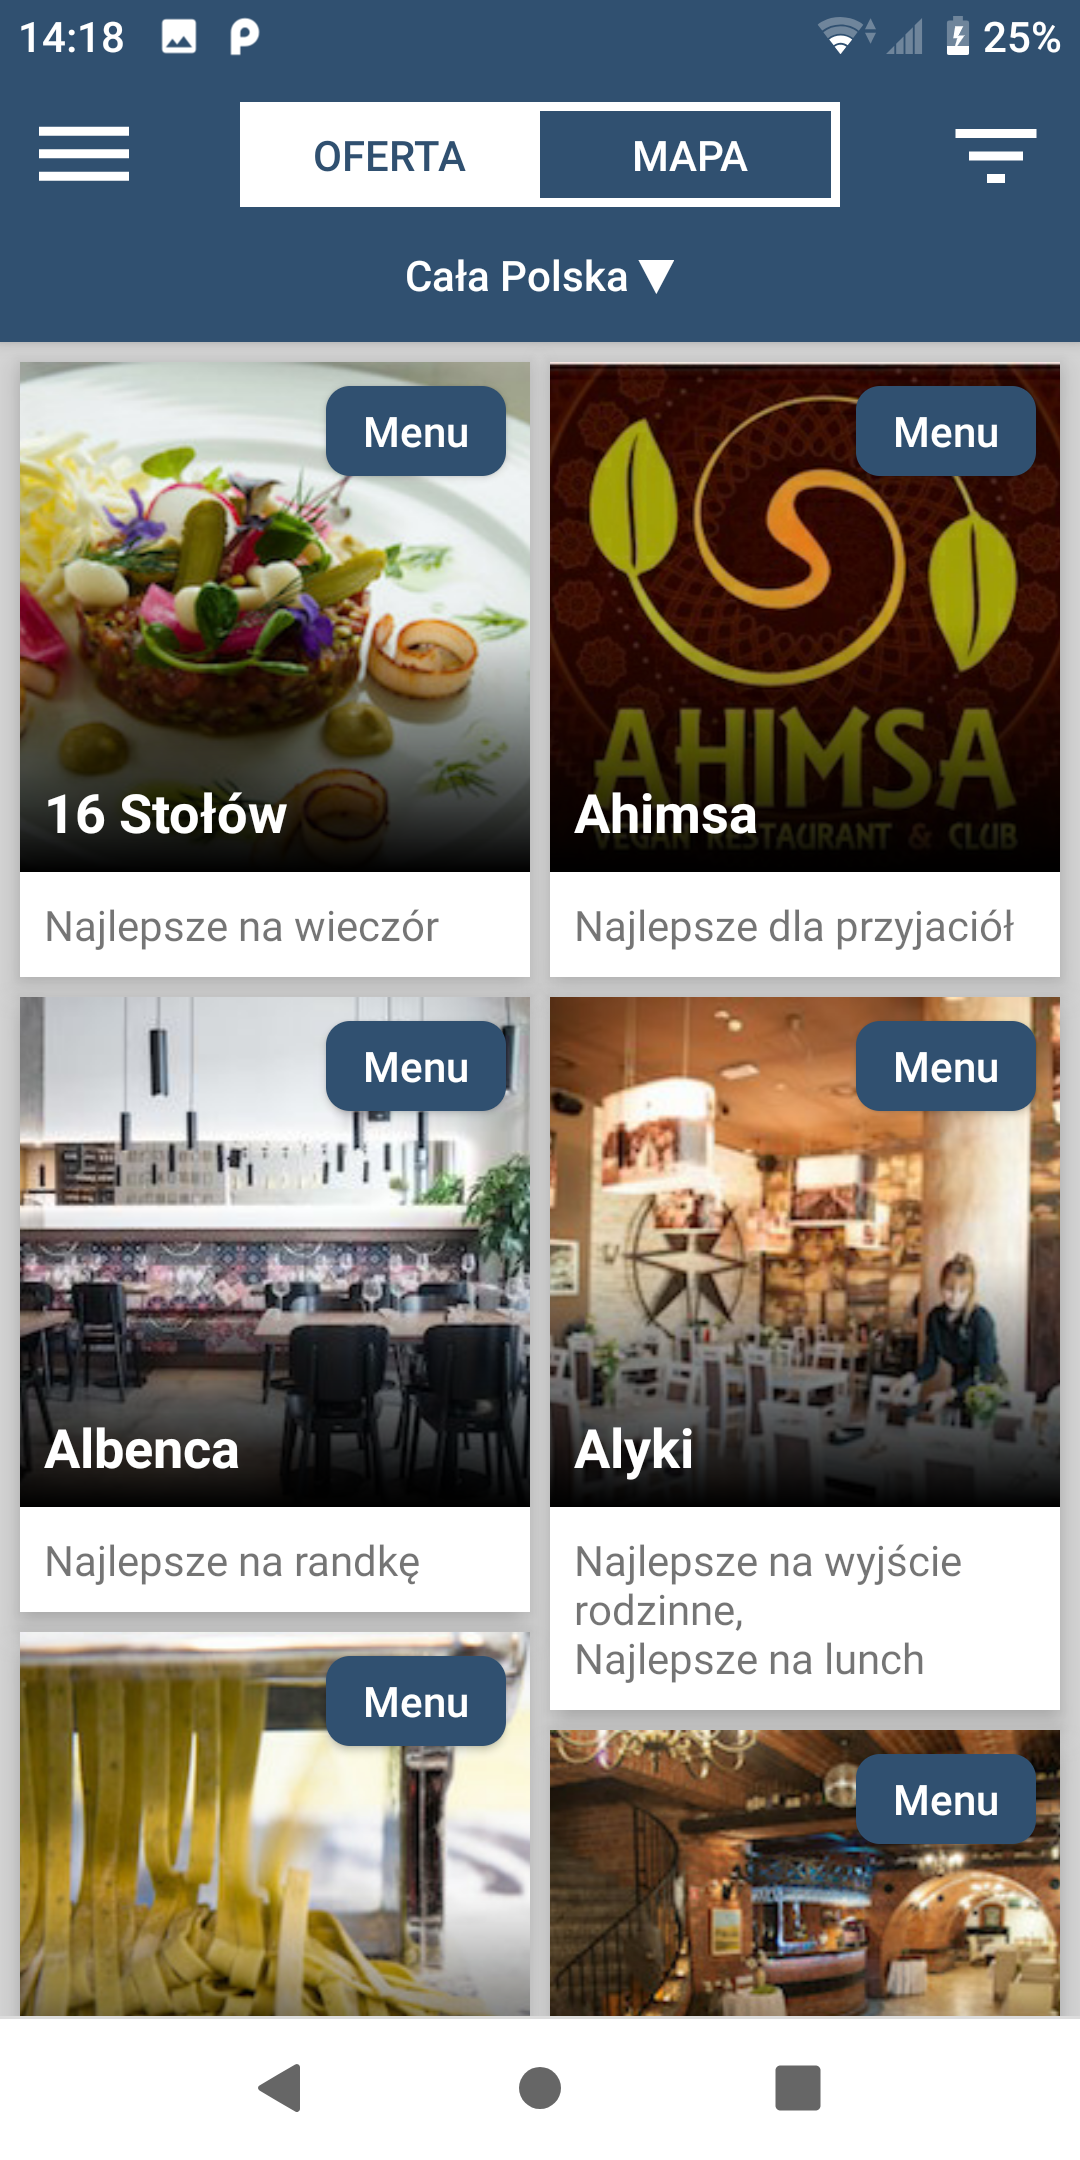 14:18
25%
OFERTA
MAPA
Cała Polska ▼
Menu
Menu
AHIMSA
VEGAN RESTAURANT & CLUB
16 Stołów
Ahimsa
Najlepsze na wieczór
Najlepsze dla przyjaciół
Menu
Menu
Albenca
Alyki
Najlepsze na randkę
Najlepsze na wyjście
rodzinne,
Najlepsze na lunch
Menu
Menu